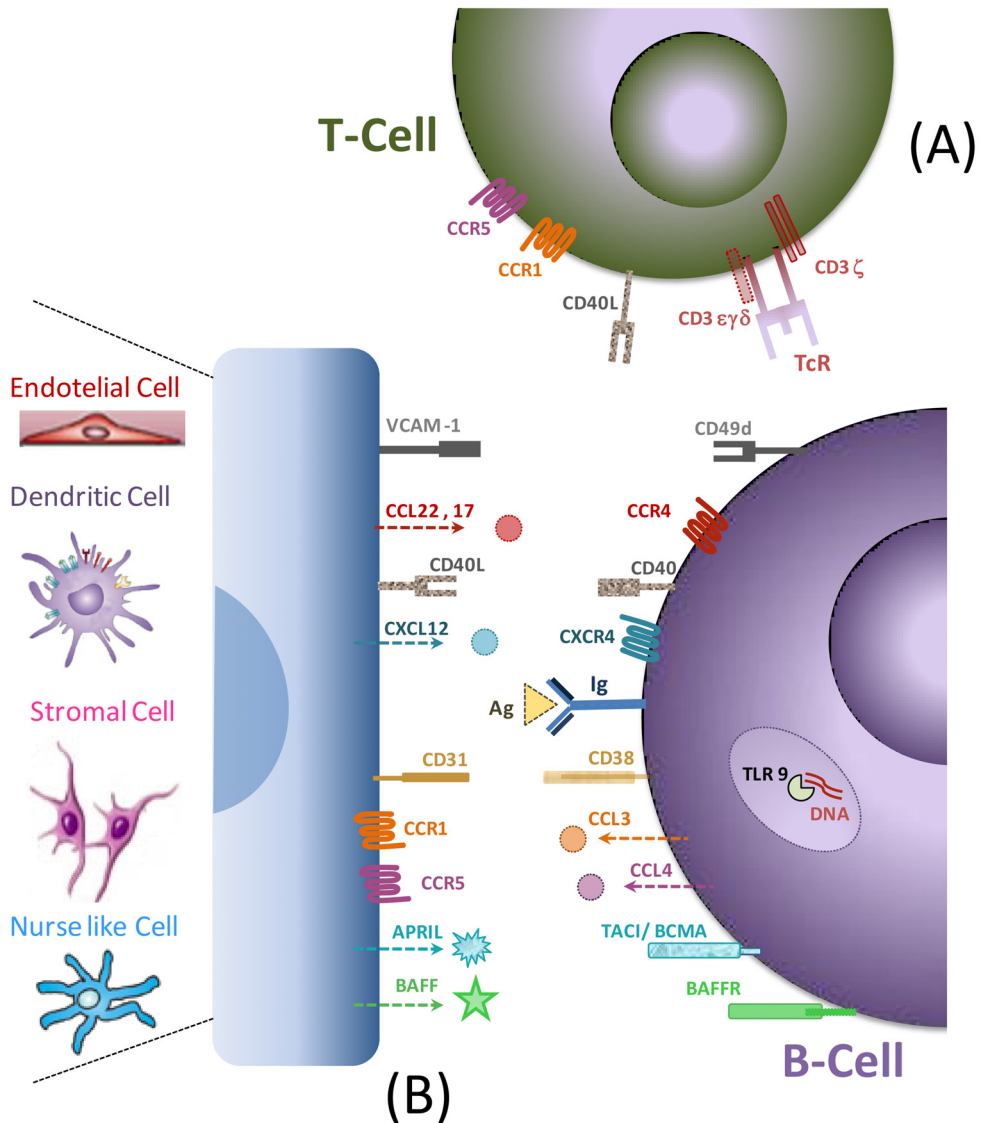 T-Cell
(A)
CCR5
CCR1
CD40L
CD3 ζ
CD3 εγδ
TcR
Endotelial Cell
VCAM -1
CD49d
Dendritic Cell
CCL22 , 17
CCR4
CD40L
CD40
CXCL12
CXCR4
Ig
Ag
Stromal Cell
CD31
CD38
TLR 9
DNA
CCR1
CCL3
CCR5
CCL4
Nurse like Cell
APRIL
TACI/ BCMA
BAFF
BAFFR
B-Cell
(B)